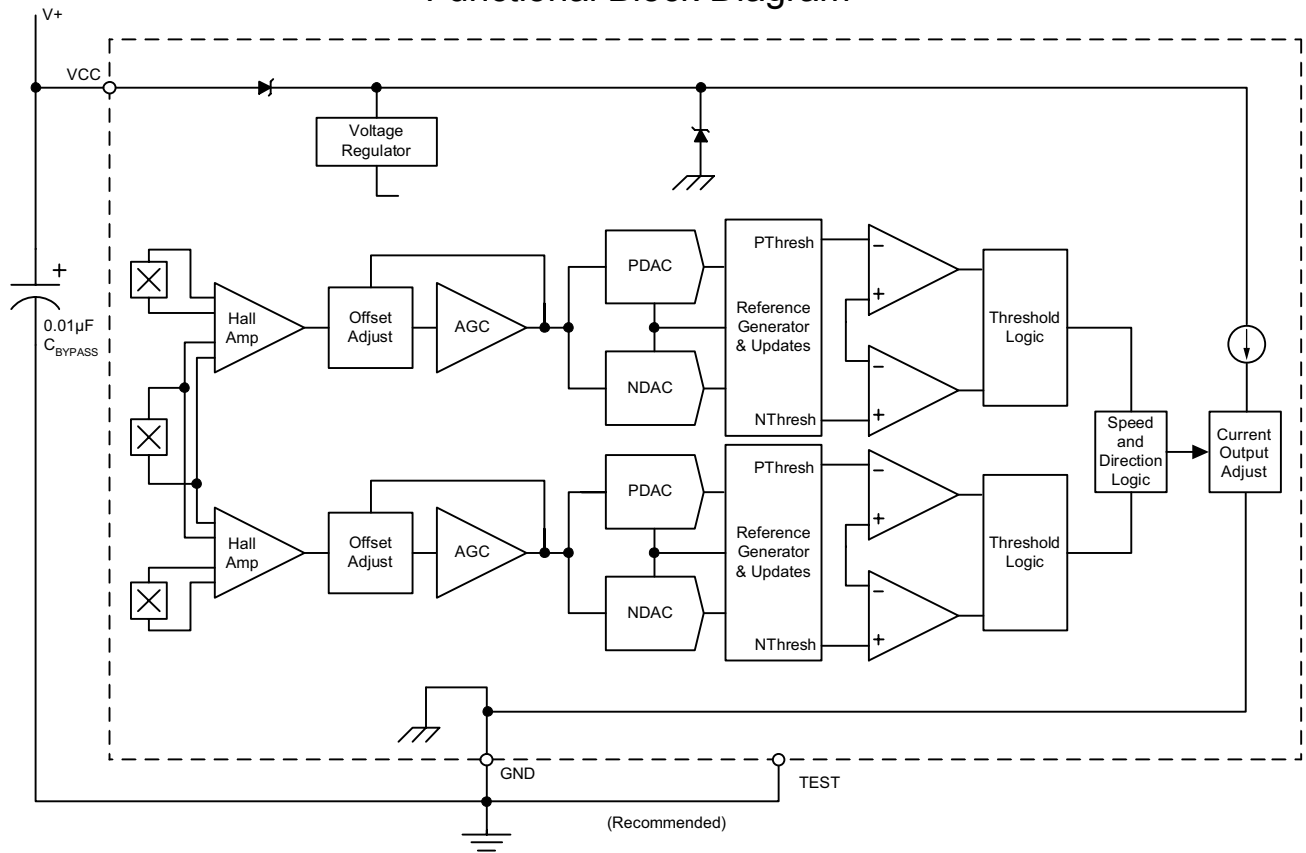 Functional Block Diagram
V+
VCC
Voltage
Regulator
+
0.01µF
CBYPASS
Hall
Amp
Offset
Adjust
AGC
PDAC
NDAC
PThresh
Reference
Generator
& Updates
NThresh
−
+
−
+
Threshold
Logic
Speed
and
Direction
Logic
Current
Output
Adjust
Hall
Amp
Offset
Adjust
AGC
PDAC
NDAC
PThresh
Reference
Generator
& Updates
NThresh
−
+
−
+
Threshold
Logic
GND
TEST
(Recommended)